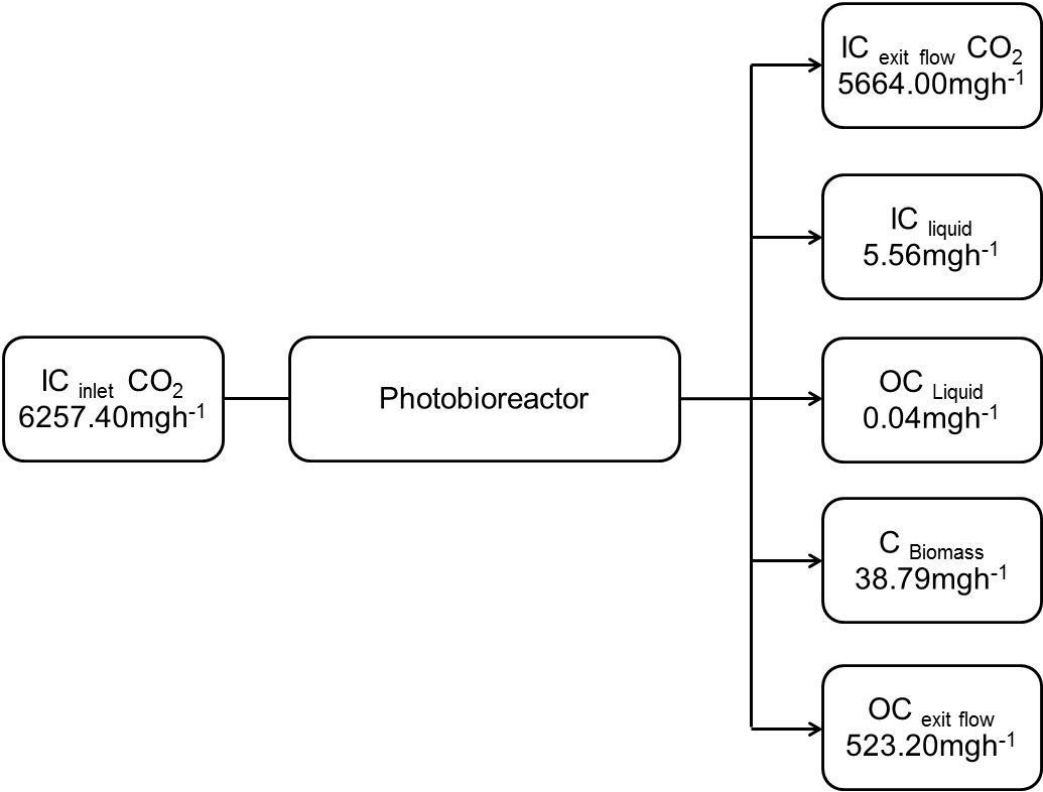 IC exit flow CO₂
5664.00mgh⁻¹
IC liquid
5.56mgh⁻¹
IC inlet CO₂
6257.40mgh⁻¹
Photobioreactor
OC Liquid
0.04mgh⁻¹
C Biomass
38.79mgh⁻¹
OC exit flow
523.20mgh⁻¹